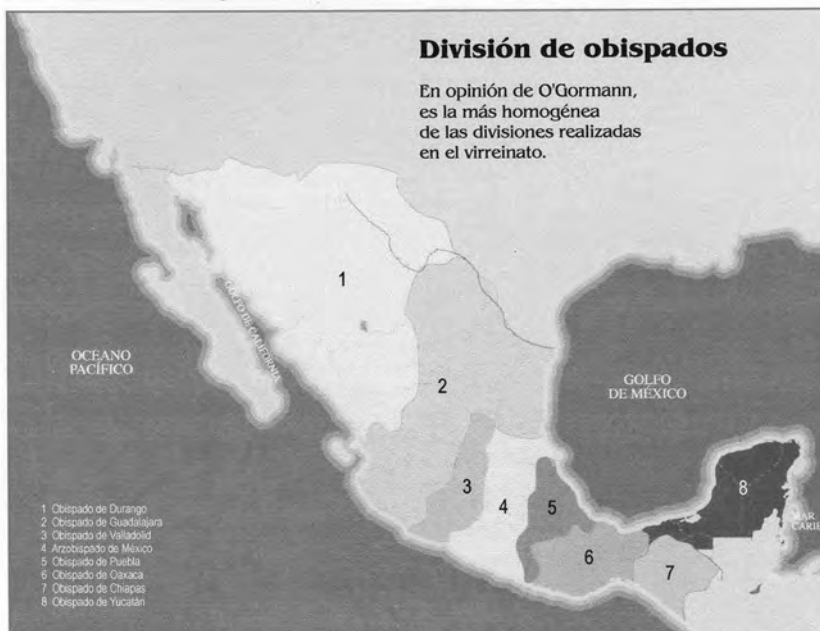 División de obispados
En opinión de O'Gormann,
es la más homogénea
de las divisiones realizadas
en el virreinato.
1
GOLFO DE CALIFORNIA
OCÉANO
PACÍFICO
2
GOLFO
DE MÉXICO
3
4
5
6
7
8
MAR
CARIB
1 Obispado de Durango
2 Obispado de Guadalajara
3 Obispado de Valladolid
4 Arzobispado de México
5 Obispado de Puebla
6 Obispado de Oaxaca
7 Obispado de Chiapas
8 Obispado de Yucatán